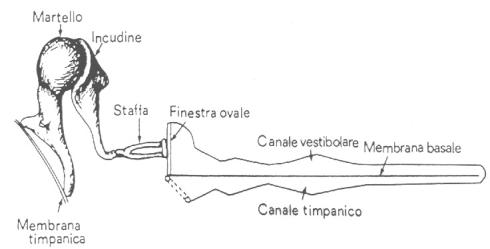 Martello
Incudine
Staffa
Finestra ovale
Canale vestibolare
Membrana basale
Canale timpanico
Membrana
timpanica